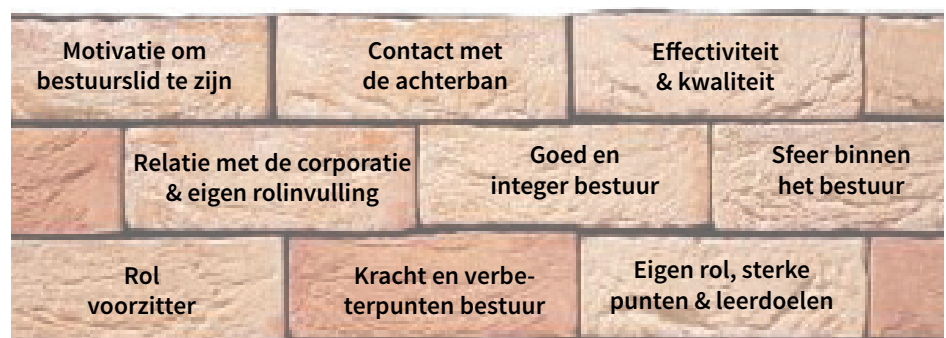 Motivatie om
bestuurslid te zijn
Contact met
de achterban
Effectiviteit
& kwaliteit
Relatie met de corporatie
& eigen rolinvulling
Goed en
integer bestuur
Sfeer binnen
het bestuur
Rol
voorzitter
Kracht en verbe-
terpunten bestuur
Eigen rol, sterke
punten & leerdoelen